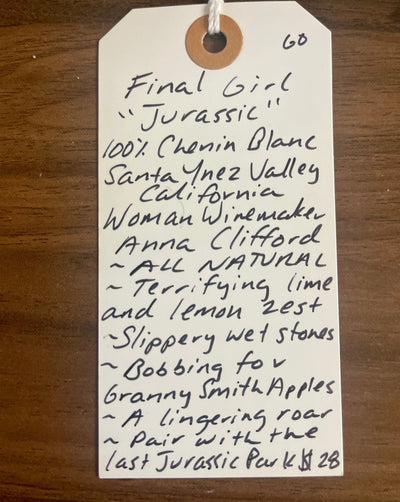 GO
Final Girl
"Jurassic"
100% Chenin Blanc
Santa Ynez Valley
California
Woman Winemaker
Anna Clifford
~ ALL NATURAL
~ Terrifying lime
and lemon zest
~ Slippery wet stones
~ Bobbing for
Granny Smith Apples
~ A lingering roar
~ Pair with the
last Jurassic Park $28